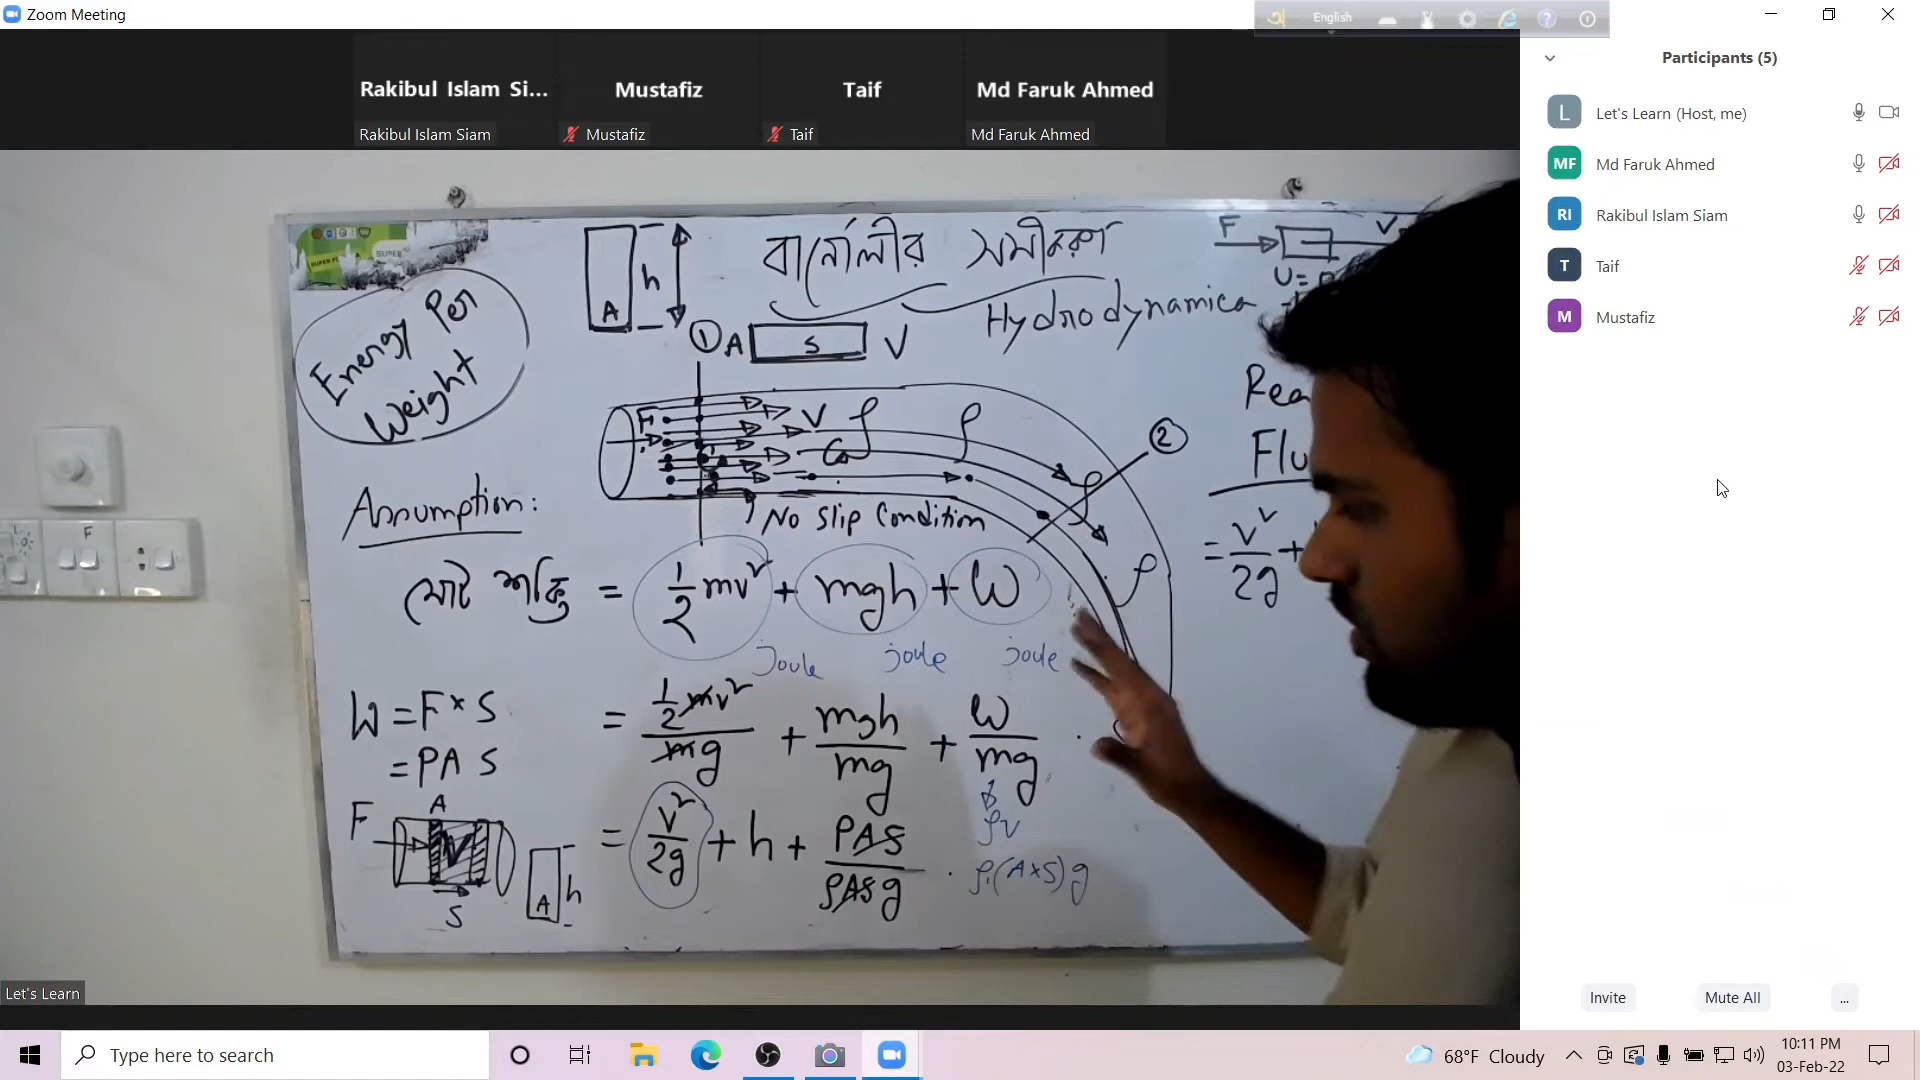 Zoom Meeting
English
Rakibul Islam Si...
Mustafiz
Taif
Md Faruk Ahmed
Rakibul Islam Siam
Mustafiz
Taif
Md Faruk Ahmed
Participants (5)
L Let's Learn (Host, me)
MF Md Faruk Ahmed
RI Rakibul Islam Siam
T Taif
M Mustafiz
Energy Per
Weight
A h
বার্নোলীর সমীকরণ
Hydrodynamica
F V
① A S V
F V ρ ρ ρ ρ
②
No Slip Condition
Assumption:
মোট শক্তি = 1/2 mv² + mgh + W
Joule joule joule
W = F × S
= PA S
= 1/2 mv² / mg + mgh / mg + W / mg
= v²/2g + h + PAS / ρASg
ρv
ρ(A×S)g
F A V S
A h
Flu
= v²/2g +
Let's Learn
Invite
Mute All
...
Type here to search
68°F Cloudy
10:11 PM
03-Feb-22